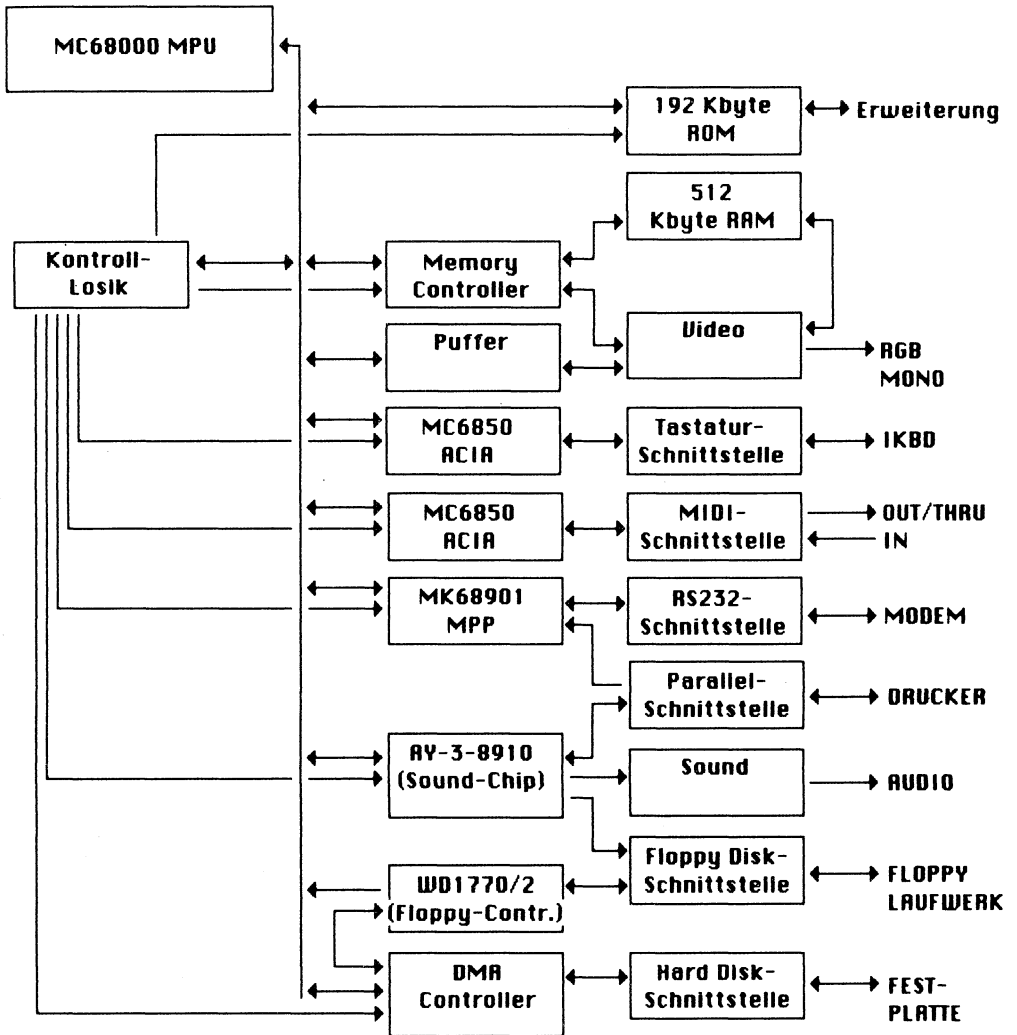 MC68000 MPU
192 Kbyte
ROM
Erweiterung
512
Kbyte RAM
Kontroll-
Losik
Memory
Controller
Puffer
Video
RGB
MONO
MC6850
ACIA
Tastatur-
Schnittstelle
IKBD
MC6850
ACIA
MIDI-
Schnittstelle
OUT/THRU
IN
MK68901
MPP
RS232-
Schnittstelle
MODEM
Parallel-
Schnittstelle
DRUCKER
AY-3-8910
(Sound-Chip)
Sound
AUDIO
Floppy Disk-
Schnittstelle
FLOPPY
LAUFWERK
WD1770/2
(Floppy-Contr.)
DMA
Controller
Hard Disk-
Schnittstelle
FEST-
PLATTE